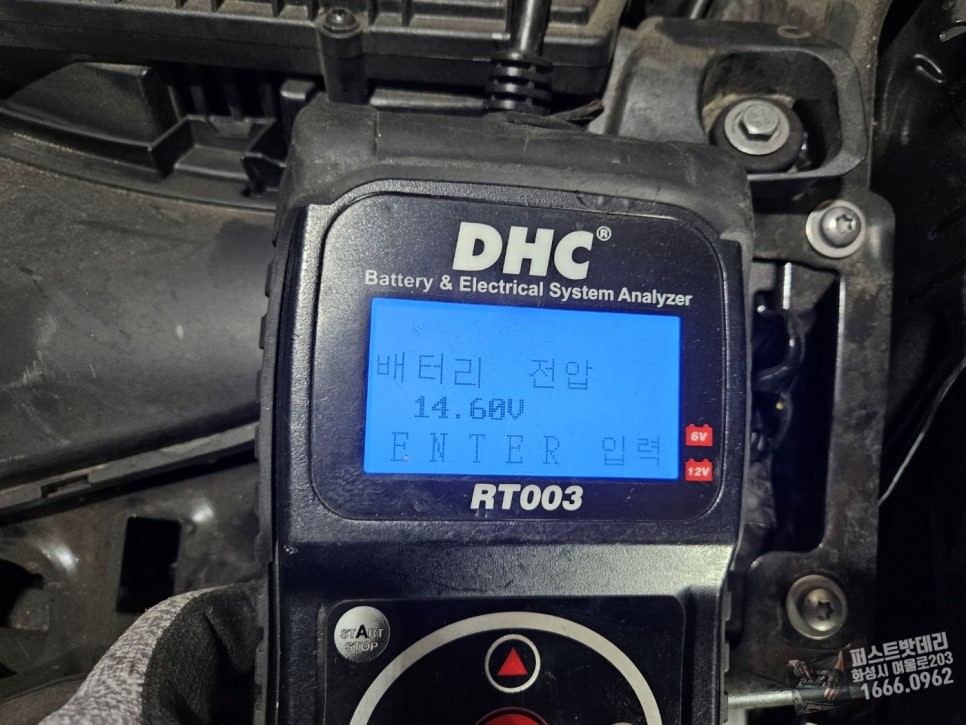 DHC®
Battery & Electrical System Analyzer
배터리 전압
14.60V
ENTER 입력
6V
12V
RT003
START
STOP
퍼스트밧데리
화성시 여울로203
1666.0962